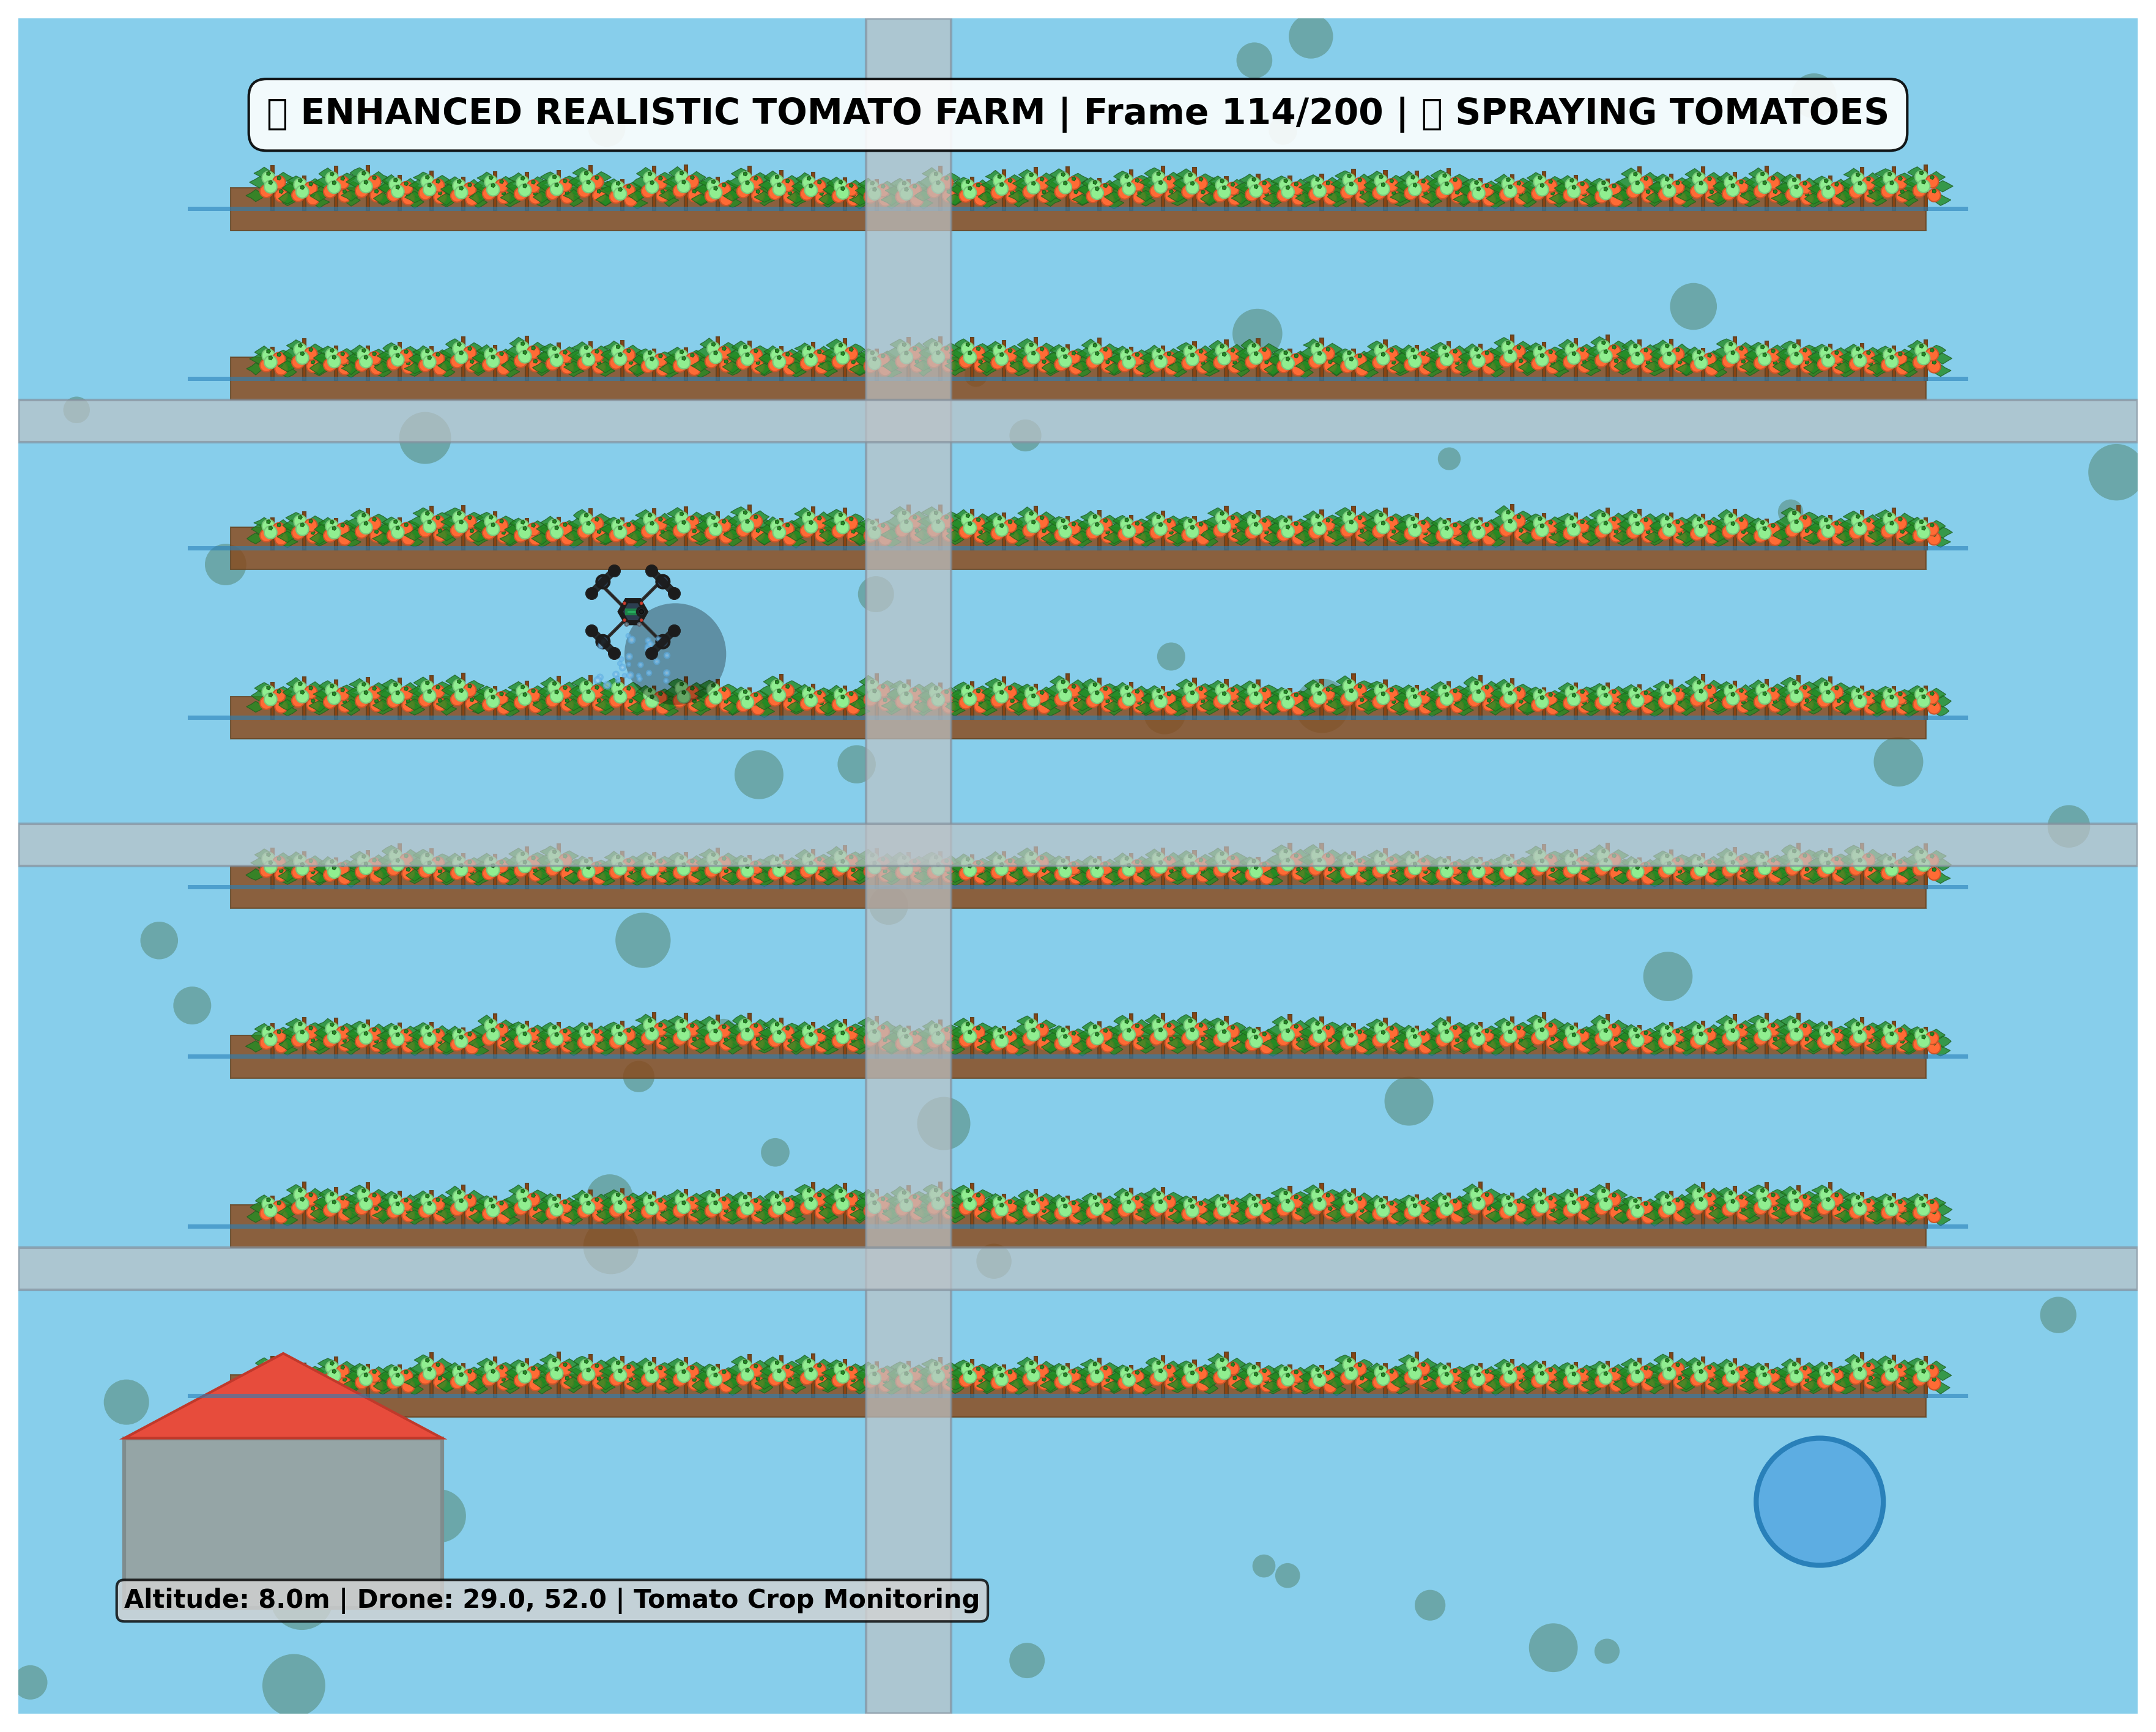 ▯ ENHANCED REALISTIC TOMATO FARM | Frame 114/200 | ▯ SPRAYING TOMATOES
Altitude: 8.0m | Drone: 29.0, 52.0 | Tomato Crop Monitoring